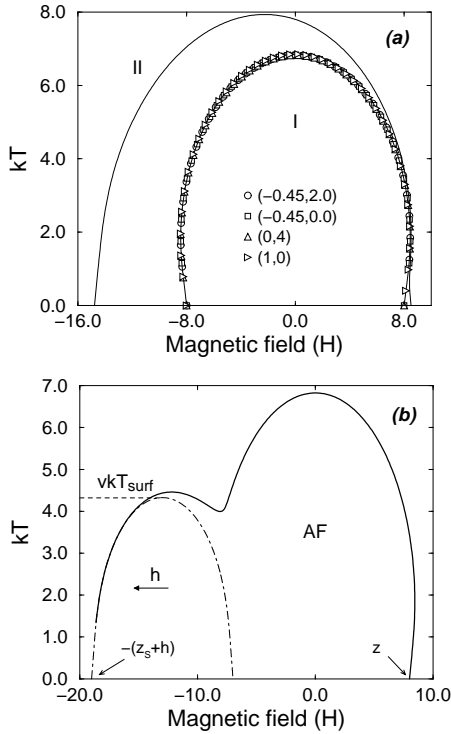 8.0
(a)
II
6.0
I
kT
4.0
(−0.45,2.0)
(−0.45,0.0)
2.0
(0,4)
(1,0)
0.0
−16.0 −8.0 0.0 8.0
Magnetic field (H)
7.0
(b)
6.0
5.0
vkTsurf
4.0
kT
AF
3.0
h
2.0
1.0
−(zs+h)
z
0.0
−20.0 −10.0 0.0 10.0
Magnetic field (H)